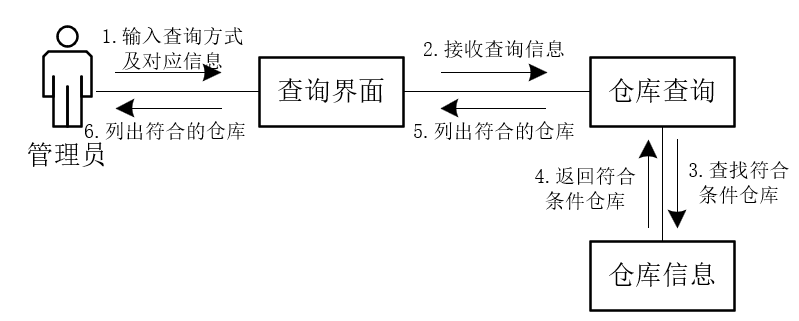 1.输入查询方式
及对应信息
2.接收查询信息
查询界面
仓库查询
6.列出符合的仓库
5.列出符合的仓库
管理员
4.返回符合
条件仓库
3.查找符合
条件仓库
仓库信息